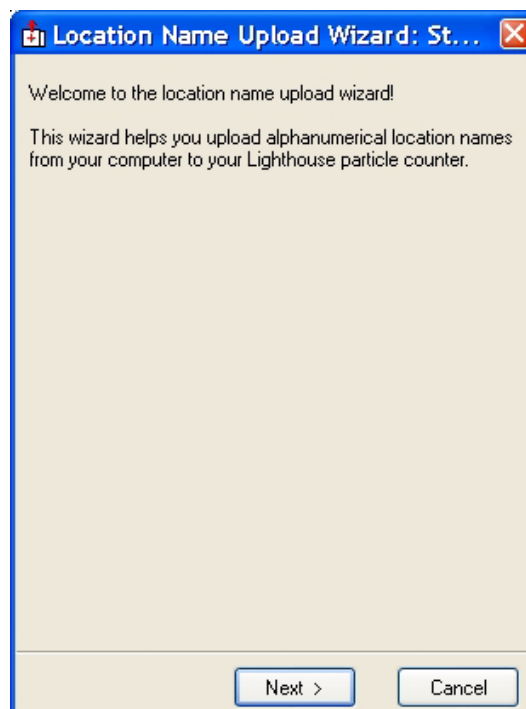 Location Name Upload Wizard: St...
Welcome to the location name upload wizard!
This wizard helps you upload alphanumerical location names
from your computer to your Lighthouse particle counter.
Next >
Cancel